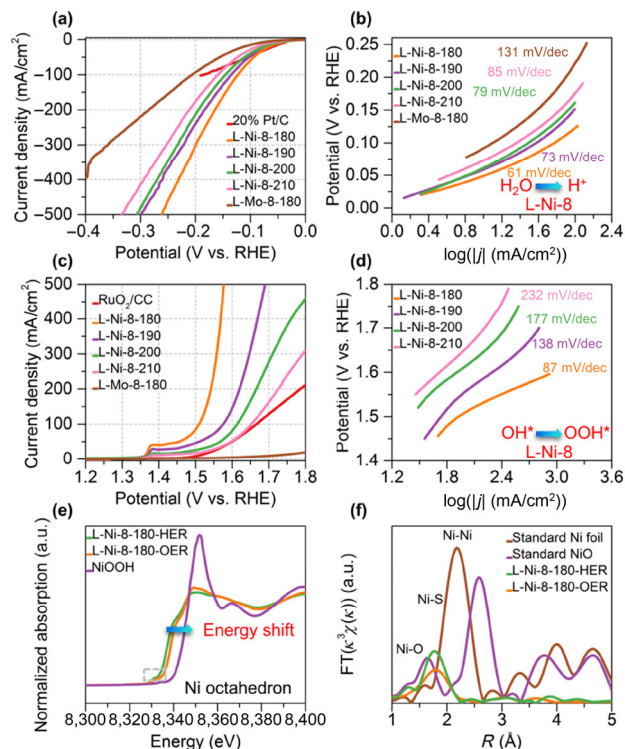 (a)
Current density (mA/cm²)
0
−100
−200
−300
−400
−500
20% Pt/C
L-Ni-8-180
L-Ni-8-190
L-Ni-8-200
L-Ni-8-210
L-Mo-8-180
−0.4 −0.3 −0.2 −0.1 0.0
Potential (V vs. RHE)
(b)
Potential (V vs. RHE)
0.25
0.20
0.15
0.10
0.05
0.00
L-Ni-8-180
L-Ni-8-190
L-Ni-8-200
L-Ni-8-210
L-Mo-8-180
131 mV/dec
85 mV/dec
79 mV/dec
73 mV/dec
61 mV/dec
H₂O H⁺
L-Ni-8
0.0 0.4 0.8 1.2 1.6 2.0 2.4
log(|j| (mA/cm²)
(c)
Current density (mA/cm²)
500
400
300
200
100
0
RuO₂/CC
L-Ni-8-180
L-Ni-8-190
L-Ni-8-200
L-Ni-8-210
L-Mo-8-180
1.2 1.3 1.4 1.5 1.6 1.7 1.8
Potential (V vs. RHE)
(d)
Potential (V vs. RHE)
1.8
1.7
1.6
1.5
1.4
L-Ni-8-180
L-Ni-8-190
L-Ni-8-200
L-Ni-8-210
232 mV/dec
177 mV/dec
138 mV/dec
87 mV/dec
OH* OOH*
L-Ni-8
1.2 1.8 2.4 3.0 3.6
log(|j| (mA/cm²)
(e)
Normalized absorption (a.u.)
L-Ni-8-180-HER
L-Ni-8-180-OER
NiOOH
Energy shift
Ni octahedron
8,300 8,320 8,340 8,360 8,380 8,400
Energy (eV)
(f)
FT(κ³χ(κ)) (a.u.)
Ni-Ni
Ni-S
Ni-O
Standard Ni foil
Standard NiO
L-Ni-8-180-HER
L-Ni-8-180-OER
1 2 3 4 5
R (Å)